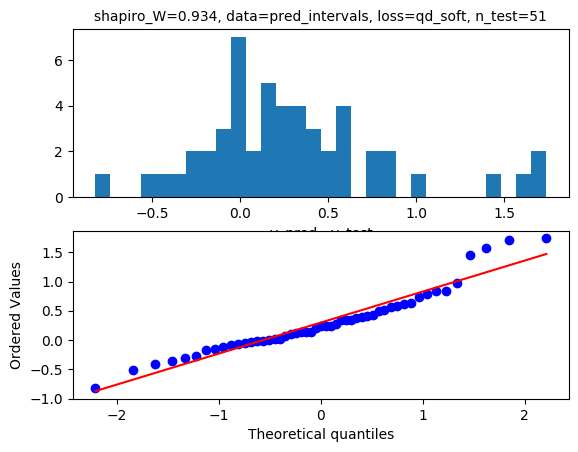 shapiro_W=0.934, data=pred_intervals, loss=qd_soft, n_test=51
6
4
2
0
−0.5 0.0 0.5 1.0 1.5
1.5
1.0
0.5
0.0
−0.5
−1.0
Ordered Values
−2 −1 0 1 2
Theoretical quantiles